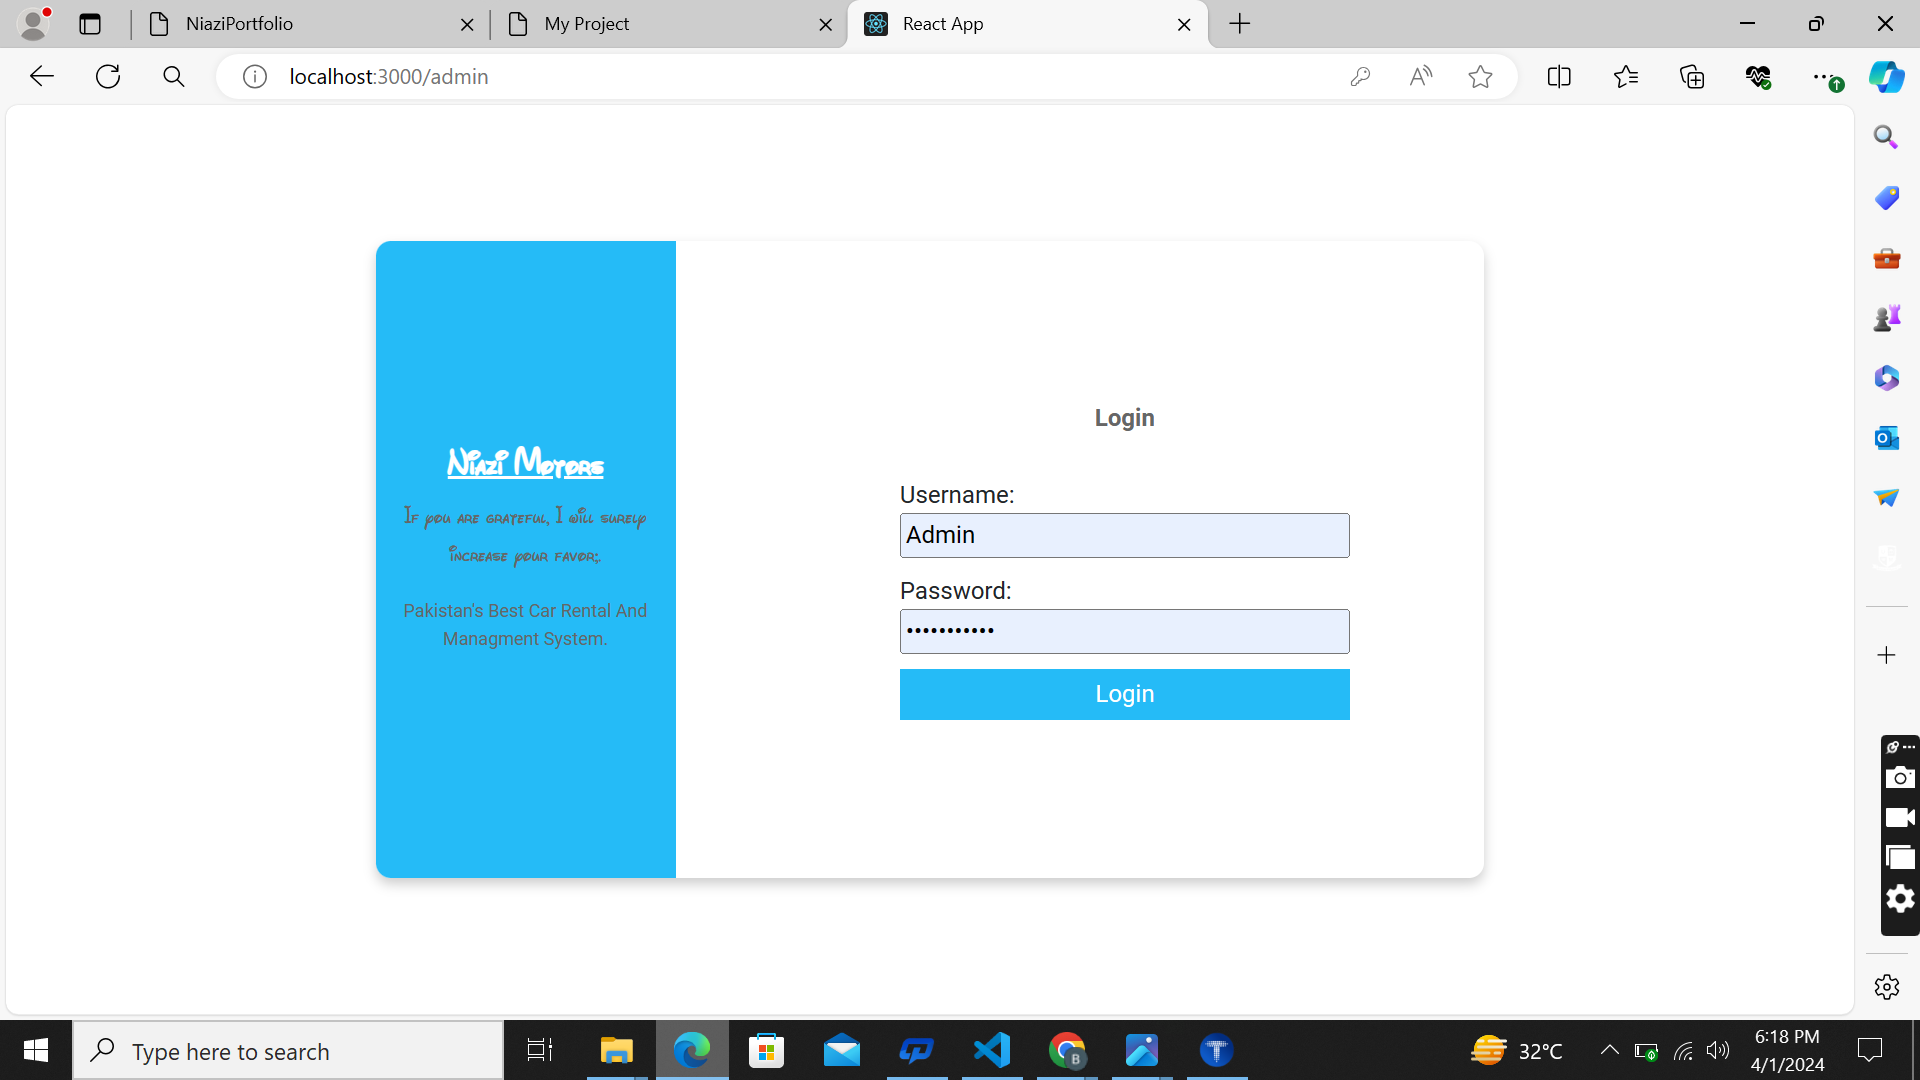 NiaziPortfolio
My Project
React App
localhost:3000/admin
Niazi Motors
If you are grateful, I will surely
increase your favor;.
Pakistan's Best Car Rental And
Managment System.
Login
Username:
Admin
Password:
•••••••••••
Login
Type here to search
32°C
6:18 PM
4/1/2024